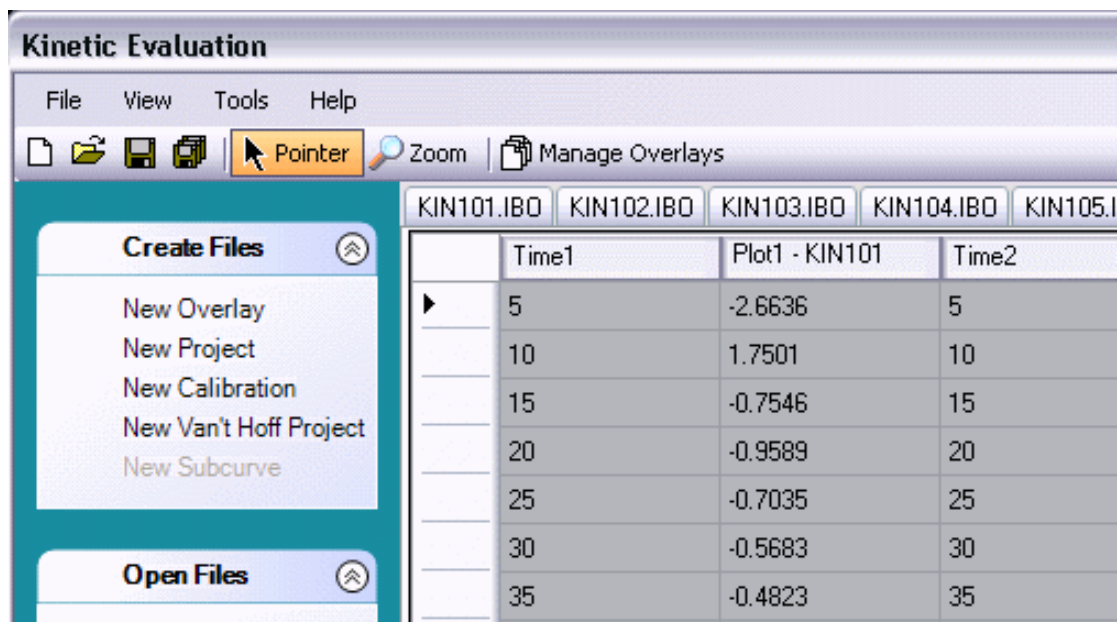 Kinetic Evaluation
File View Tools Help
Pointer Zoom Manage Overlays
KIN101.IBO KIN102.IBO KIN103.IBO KIN104.IBO KIN105.I
Create Files
New Overlay
New Project
New Calibration
New Van't Hoff Project
New Subcurve
Open Files
Time1 Plot1 - KIN101 Time2
5 -2.6636 5
10 1.7501 10
15 -0.7546 15
20 -0.9589 20
25 -0.7035 25
30 -0.5683 30
35 -0.4823 35